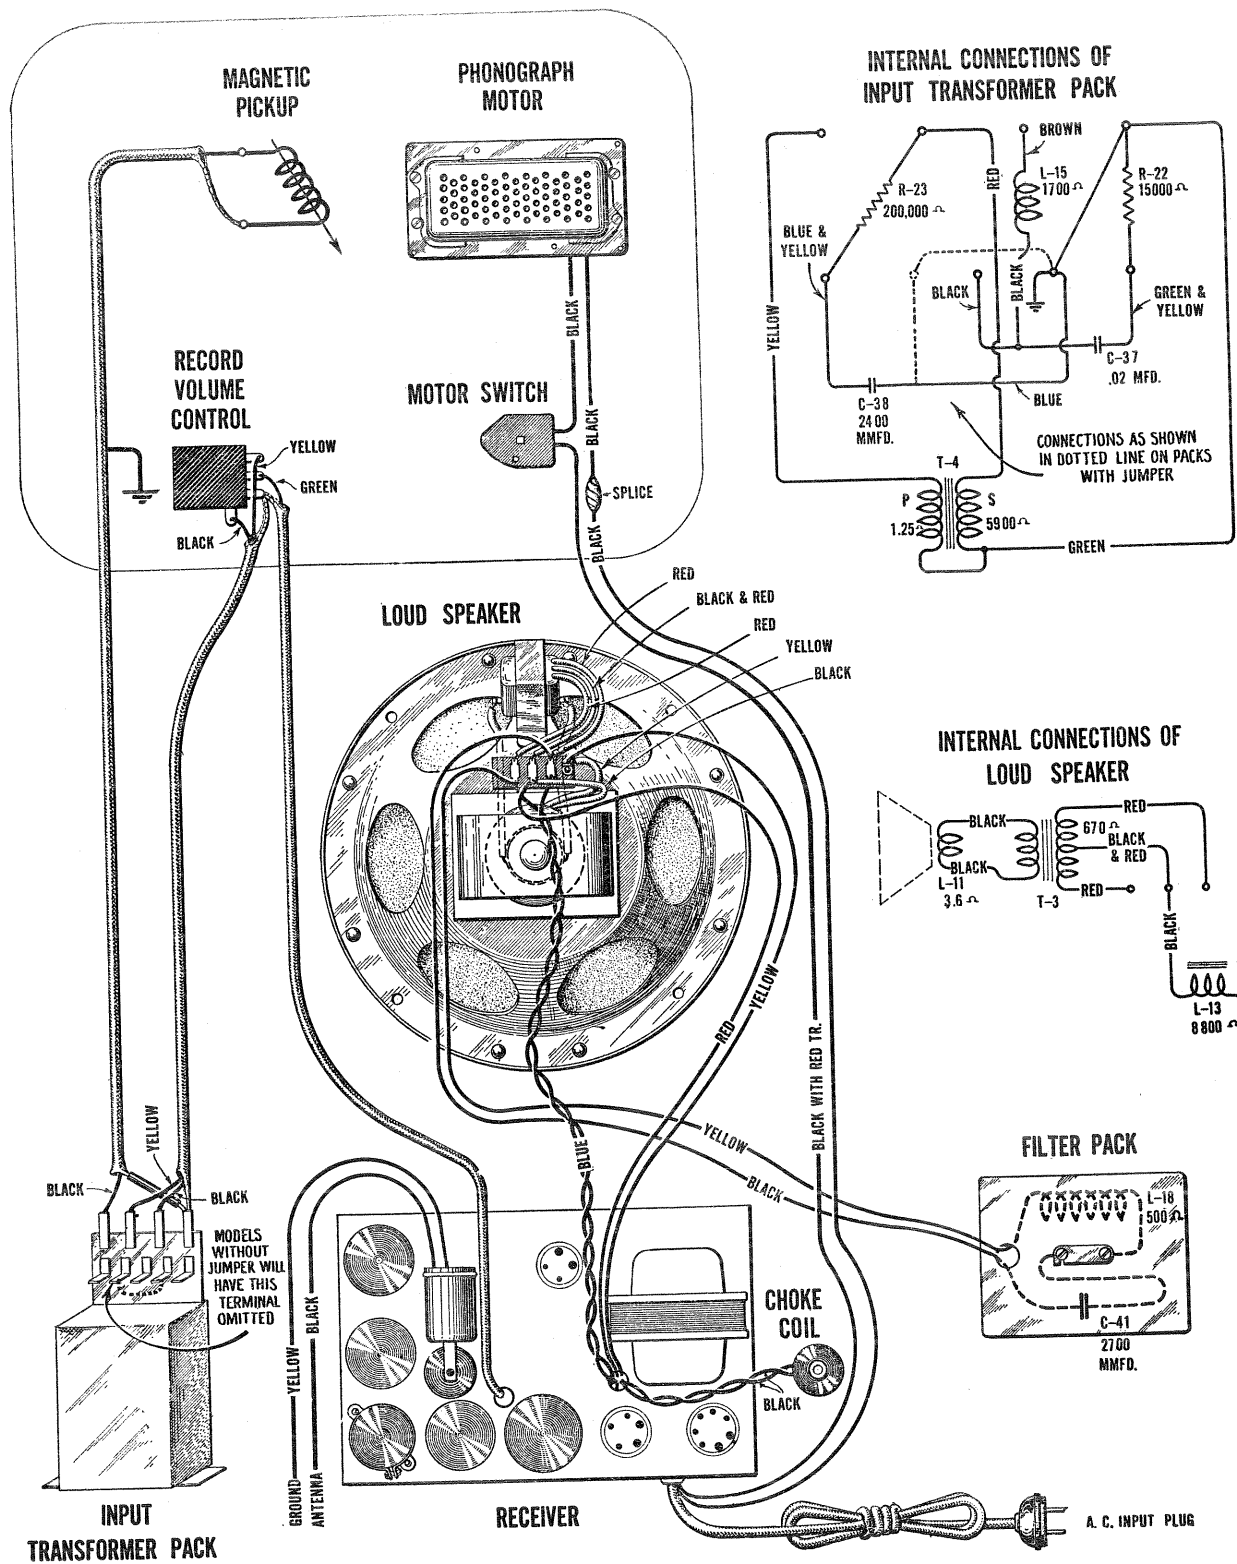 MAGNETIC
PICKUP
PHONOGRAPH
MOTOR
BLACK
RECORD
VOLUME
CONTROL
MOTOR SWITCH
YELLOW
GREEN
BLACK
BLACK
SPLICE
BLACK
INTERNAL CONNECTIONS OF
INPUT TRANSFORMER PACK
BROWN
RED
L-15
1700 Ω
R-22
15000 Ω
R-23
200,000 Ω
BLUE &
YELLOW
YELLOW
BLACK
BLACK
GREEN &
YELLOW
C-37
.02 MFD.
C-38
2400
MMFD.
BLUE
CONNECTIONS AS SHOWN
IN DOTTED LINE ON PACKS
WITH JUMPER
T-4
P
S
1.25 Ω
5900 Ω
GREEN
LOUD SPEAKER
RED
BLACK & RED
RED
YELLOW
BLACK
INTERNAL CONNECTIONS OF
LOUD SPEAKER
RED
BLACK
670 Ω
BLACK
& RED
BLACK
L-11
3.6 Ω
T-3
RED
BLACK
L-13
8800 Ω
RED
YELLOW
BLACK WITH RED TR.
YELLOW
BLACK
BLUE
FILTER PACK
L-18
500 Ω
C-41
2700
MMFD.
YELLOW
BLACK
BLACK
MODELS
WITHOUT
JUMPER WILL
HAVE THIS
TERMINAL
OMITTED
CHOKE
COIL
BLACK
YELLOW
BLACK
GROUND
ANTENNA
INPUT
TRANSFORMER PACK
RECEIVER
A. C. INPUT PLUG